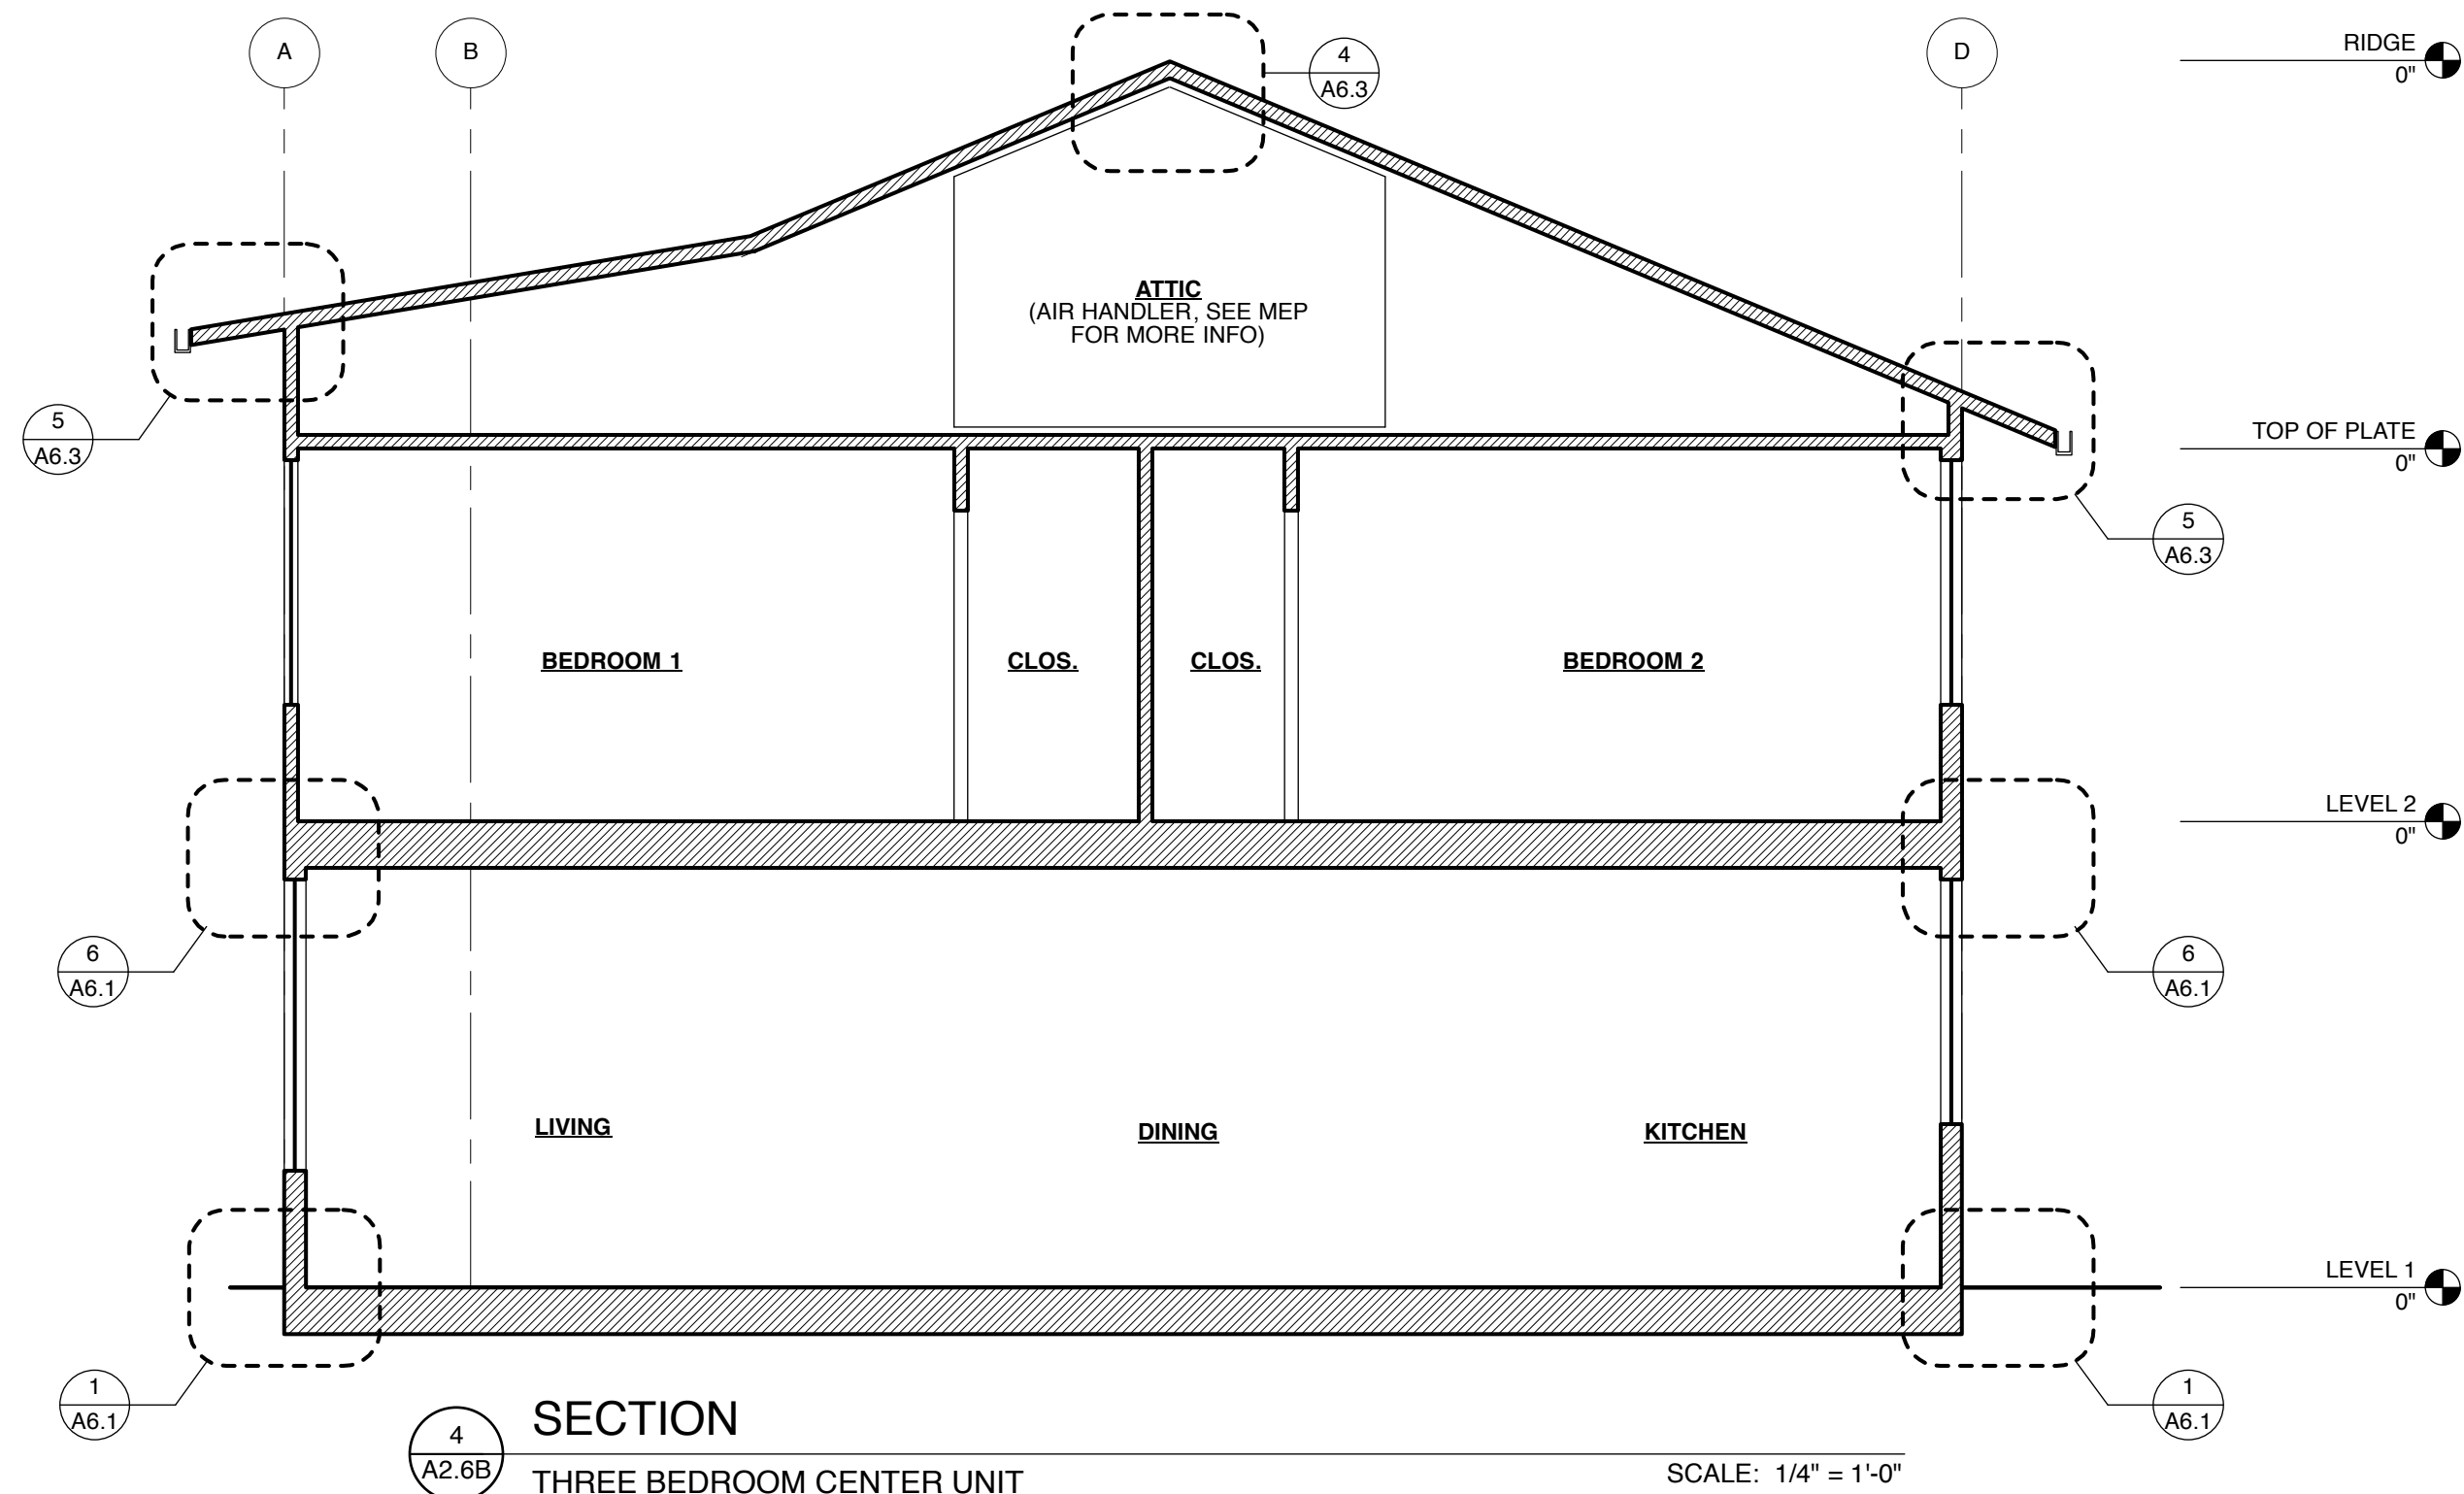 A
B
D
4
A6.3
RIDGE
0"
ATTIC
(AIR HANDLER, SEE MEP
FOR MORE INFO)
5
A6.3
TOP OF PLATE
0"
5
A6.3
BEDROOM 1
CLOS.
CLOS.
BEDROOM 2
LEVEL 2
0"
6
A6.1
6
A6.1
LIVING
DINING
KITCHEN
LEVEL 1
0"
1
A6.1
1
A6.1
4
A2.6B
SECTION
THREE BEDROOM CENTER UNIT
SCALE: 1/4" = 1'-0"